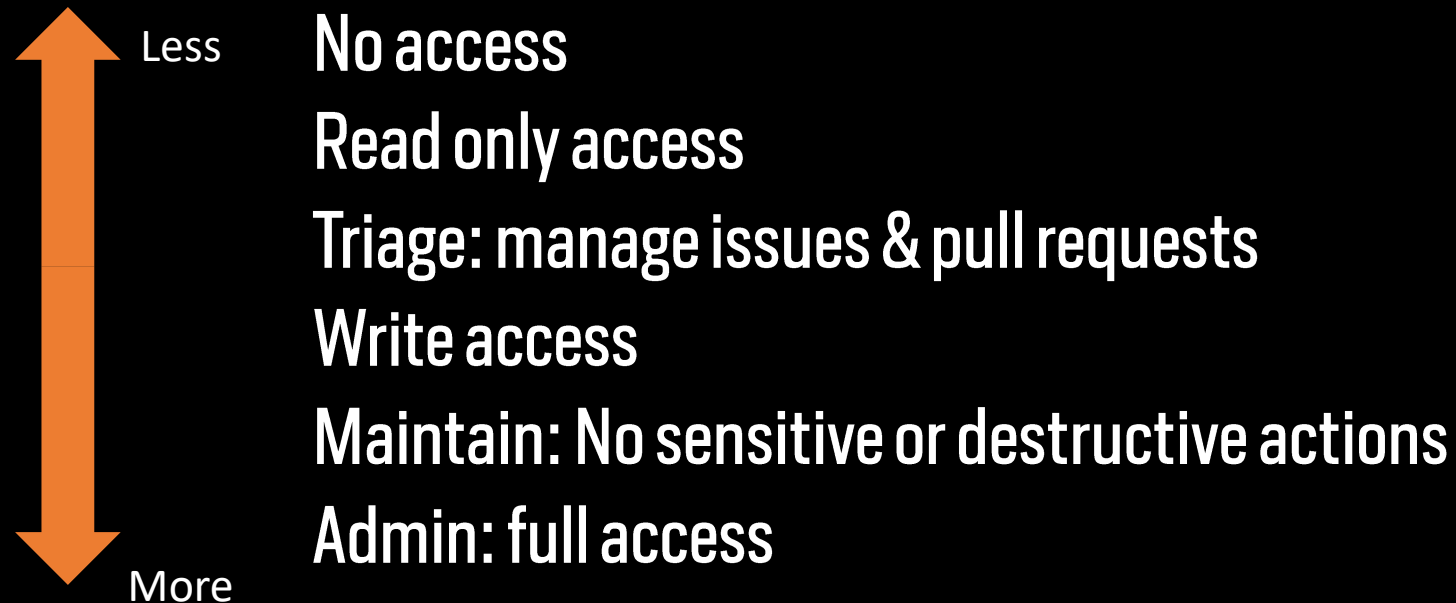 Less
No access
Read only access
Triage: manage issues & pull requests
Write access
Maintain: No sensitive or destructive actions
Admin: full access
More